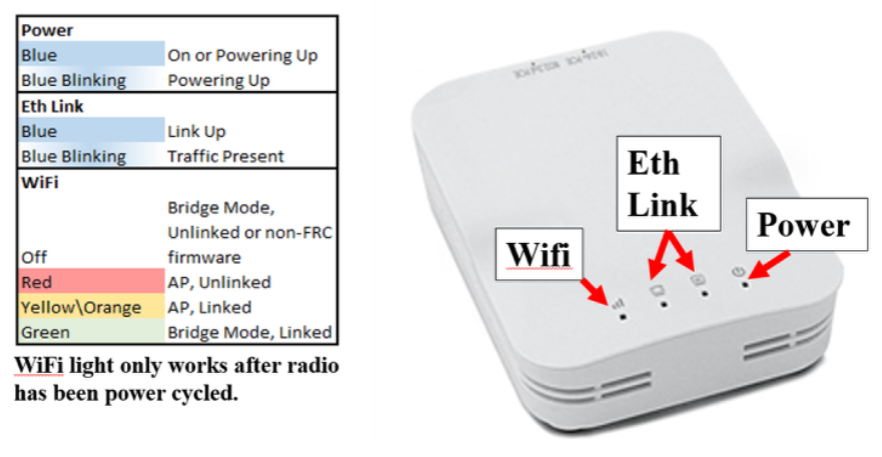 Power
Blue On or Powering Up
Blue Blinking Powering Up
Eth Link
Blue Link Up
Blue Blinking Traffic Present
WiFi
Bridge Mode,
Unlinked or non-FRC
Off firmware
Red AP, Unlinked
Yellow\Orange AP, Linked
Green Bridge Mode, Linked
WiFi light only works after radio
has been power cycled.
Eth
Link
Power
Wifi